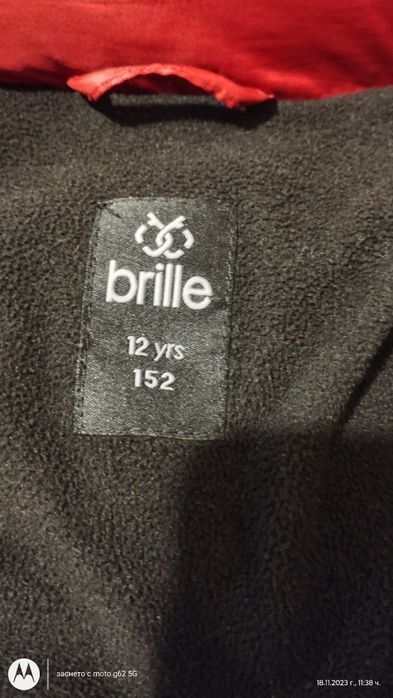 brille
12 yrs
152
заснето с moto g62 5G
18.11.2023 г., 11:38 ч.